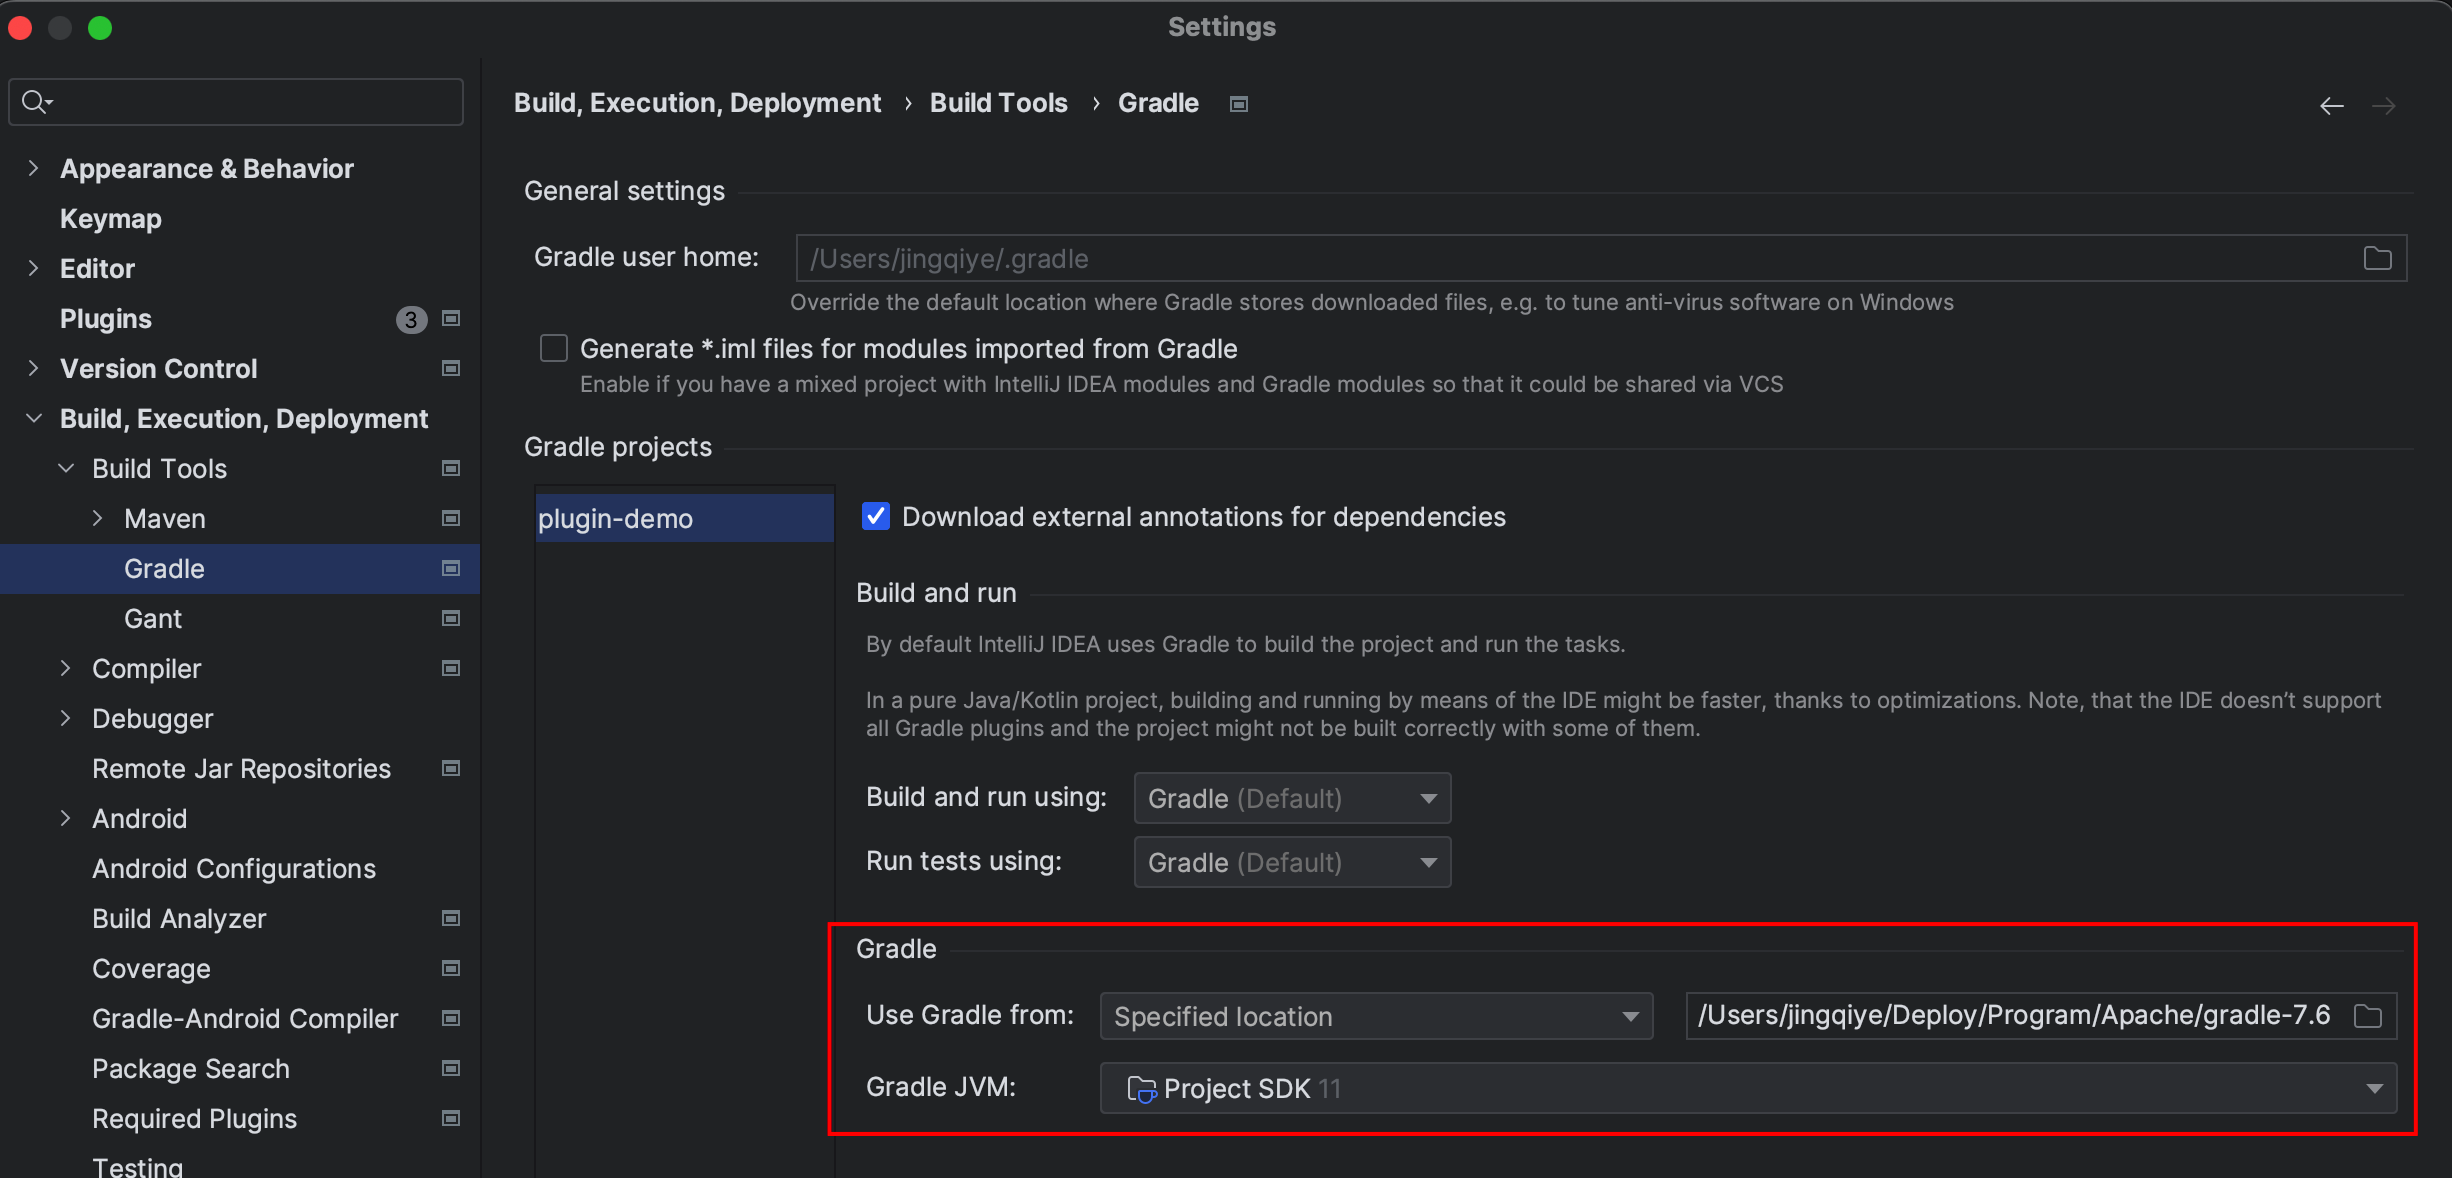 Settings
Build, Execution, Deployment › Build Tools › Gradle
Appearance & Behavior
Keymap
Editor
Plugins 3
Version Control
Build, Execution, Deployment
Build Tools
Maven
Gradle
Gant
Compiler
Debugger
Remote Jar Repositories
Android
Android Configurations
Build Analyzer
Coverage
Gradle-Android Compiler
Package Search
Required Plugins
Testing
General settings
Gradle user home: /Users/jingqiye/.gradle
Override the default location where Gradle stores downloaded files, e.g. to tune anti-virus software on Windows
Generate *.iml files for modules imported from Gradle
Enable if you have a mixed project with IntelliJ IDEA modules and Gradle modules so that it could be shared via VCS
Gradle projects
plugin-demo
Download external annotations for dependencies
Build and run
By default IntelliJ IDEA uses Gradle to build the project and run the tasks.
In a pure Java/Kotlin project, building and running by means of the IDE might be faster, thanks to optimizations. Note, that the IDE doesn't support
all Gradle plugins and the project might not be built correctly with some of them.
Build and run using: Gradle (Default)
Run tests using: Gradle (Default)
Gradle
Use Gradle from: Specified location /Users/jingqiye/Deploy/Program/Apache/gradle-7.6
Gradle JVM: Project SDK 11